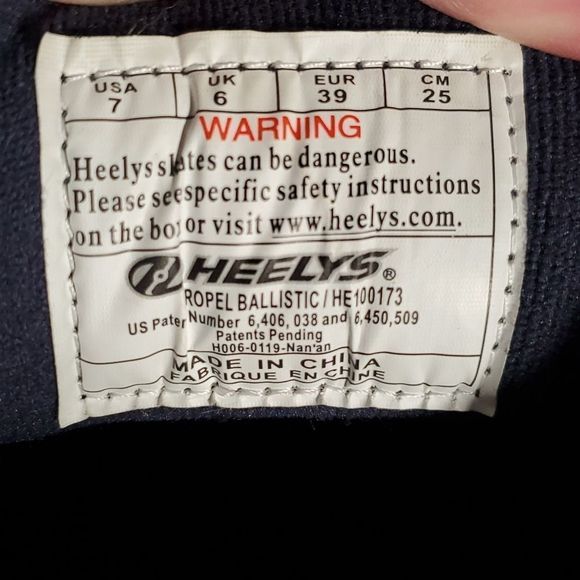 USA UK EUR CM
7 6 39 25
WARNING
Heelys skates can be dangerous.
Please see specific safety instructions
on the box or visit www.heelys.com.
HEELYS®
ROPEL BALLISTIC / HE100173
US Patent Number 6,406,038 and 6,450,509
Patents Pending
H006-0119-Nan'an
MADE IN CHINA
FABRIQUE EN CHINE